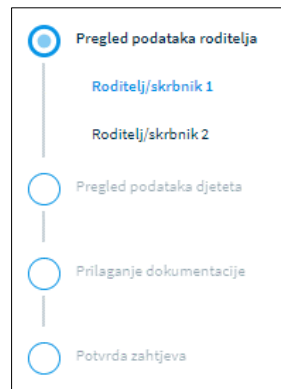 Pregled podataka roditelja
Roditelj/skrbnik 1
Roditelj/skrbnik 2
Pregled podataka djeteta
Prilaganje dokumentacije
Potvrda zahtjeva